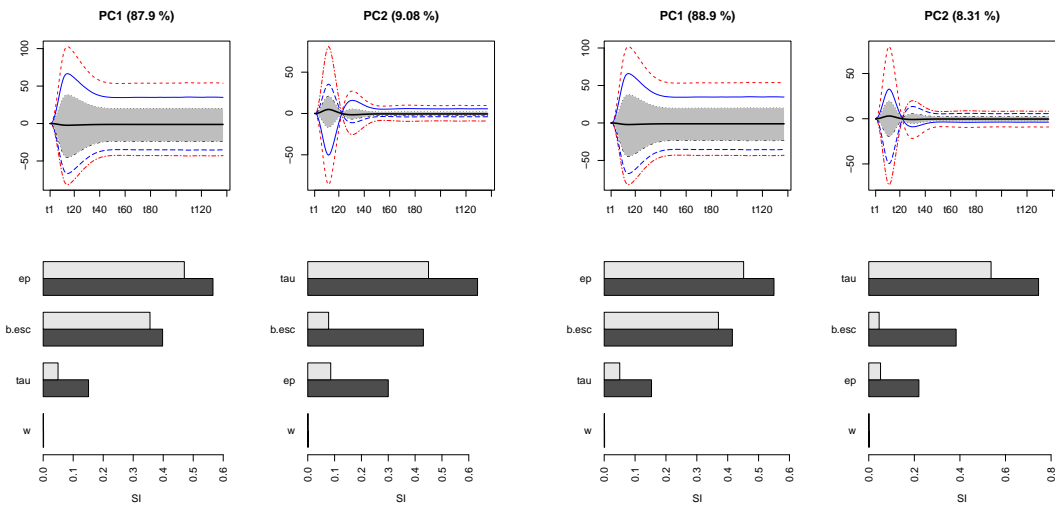 PC1 (87.9 %)
PC2 (9.08 %)
PC1 (88.9 %)
PC2 (8.31 %)
100
50
0
−50
t1 t20 t40 t60 t80 t120
50
0
−50
t1 t20 t40 t60 t80 t120
100
50
0
−50
t1 t20 t40 t60 t80 t120
50
0
−50
t1 t20 t40 t60 t80 t120
ep
b.esc
tau
w
0.0 0.1 0.2 0.3 0.4 0.5 0.6
SI
tau
b.esc
ep
w
0.0 0.1 0.2 0.3 0.4 0.5 0.6
SI
ep
b.esc
tau
w
0.0 0.1 0.2 0.3 0.4 0.5 0.6
SI
tau
b.esc
ep
w
0.0 0.2 0.4 0.6 0.8
SI